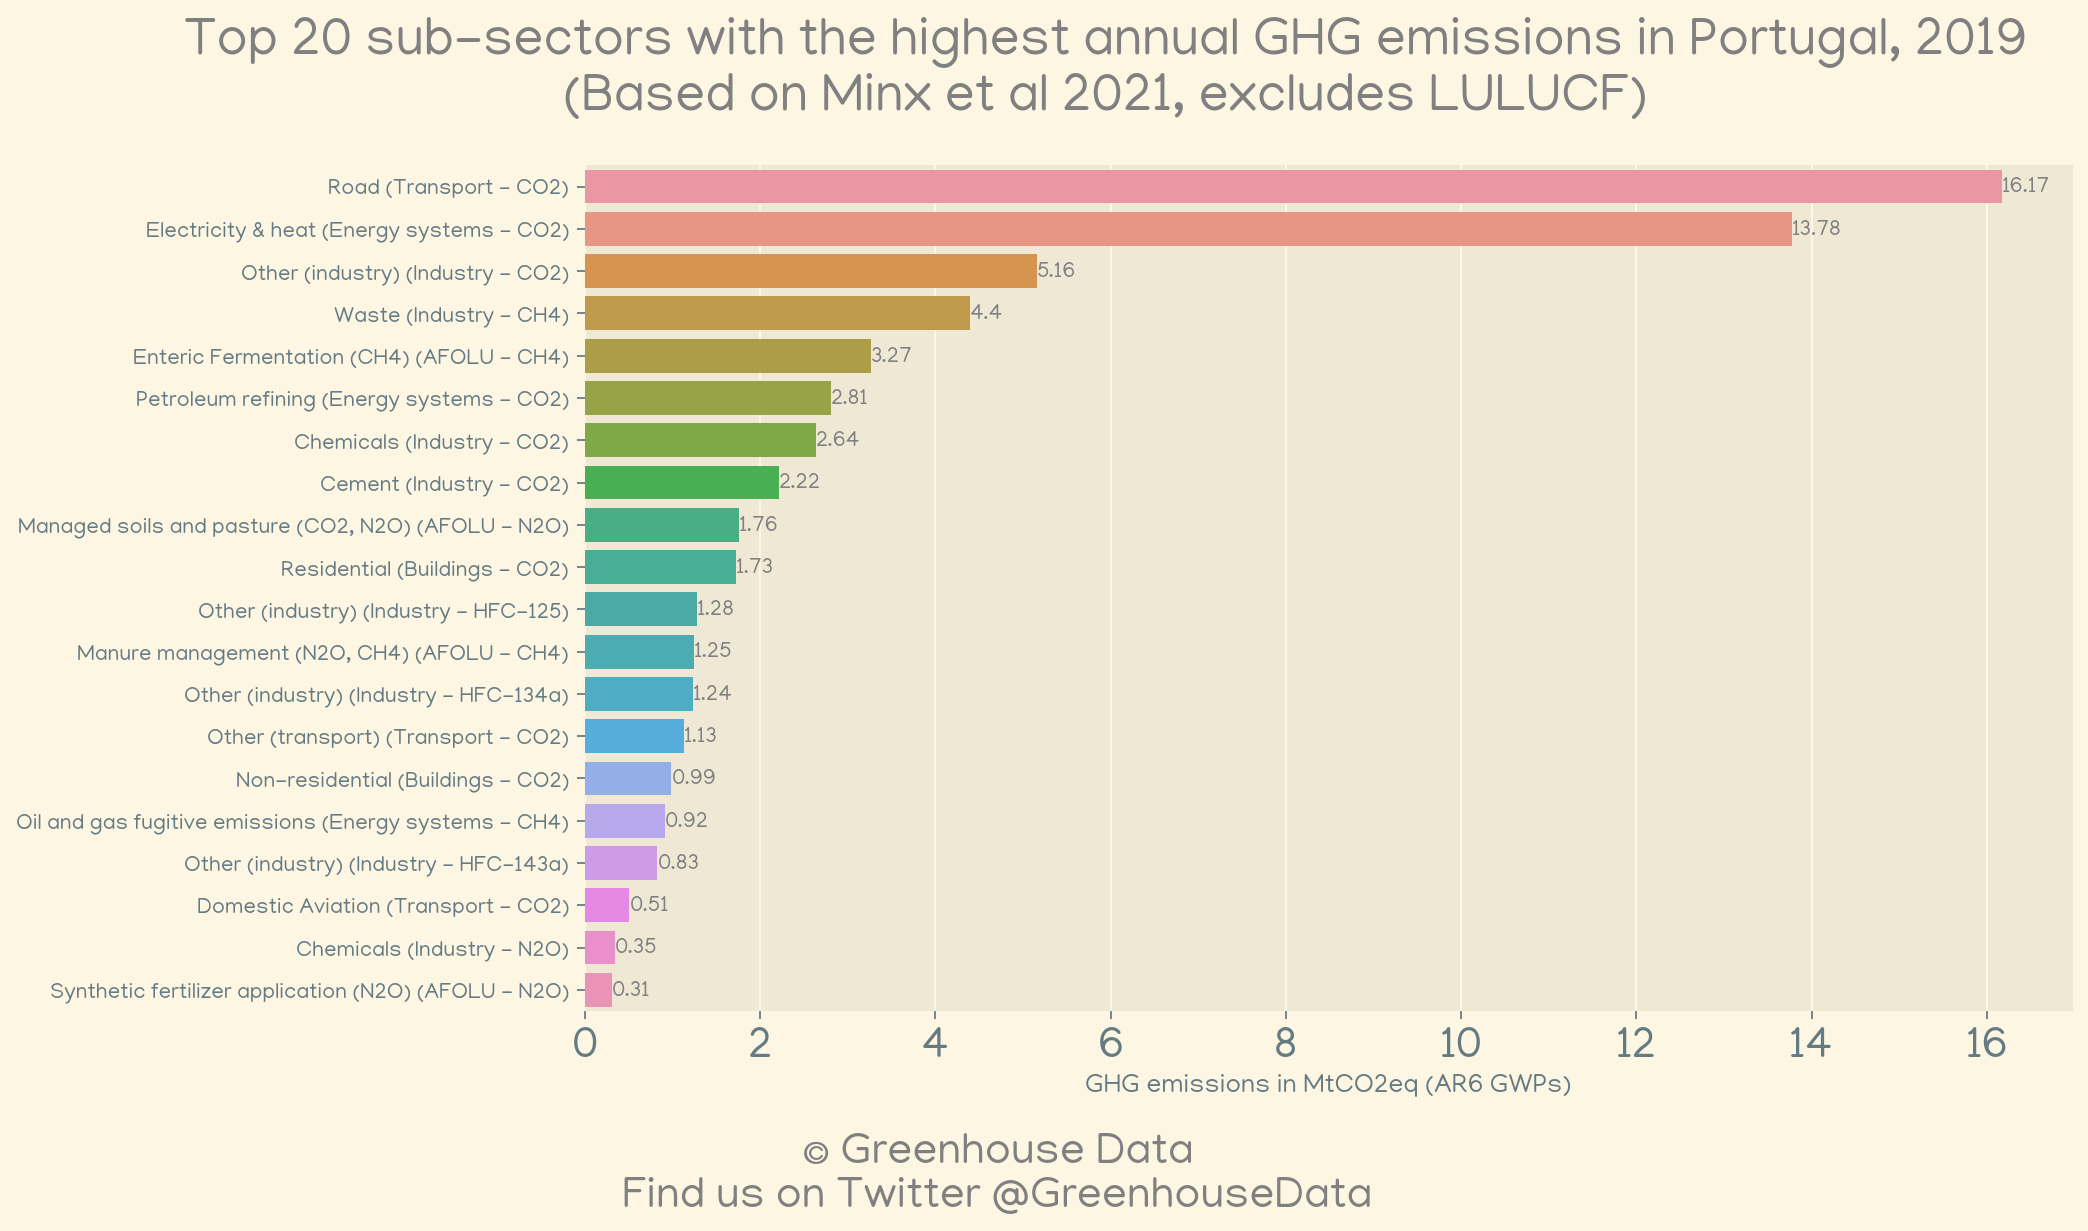 Top 20 sub-sectors with the highest annual GHG emissions in Portugal, 2019
(Based on Minx et al 2021, excludes LULUCF)
Road (Transport - CO2) 16.17
Electricity & heat (Energy systems - CO2) 13.78
Other (industry) (Industry - CO2) 5.16
Waste (Industry - CH4) 4.4
Enteric Fermentation (CH4) (AFOLU - CH4) 3.27
Petroleum refining (Energy systems - CO2) 2.81
Chemicals (Industry - CO2) 2.64
Cement (Industry - CO2) 2.22
Managed soils and pasture (CO2, N2O) (AFOLU - N2O) 1.76
Residential (Buildings - CO2) 1.73
Other (industry) (Industry - HFC-125) 1.28
Manure management (N2O, CH4) (AFOLU - CH4) 1.25
Other (industry) (Industry - HFC-134a) 1.24
Other (transport) (Transport - CO2) 1.13
Non-residential (Buildings - CO2) 0.99
Oil and gas fugitive emissions (Energy systems - CH4) 0.92
Other (industry) (Industry - HFC-143a) 0.83
Domestic Aviation (Transport - CO2) 0.51
Chemicals (Industry - N2O) 0.35
Synthetic fertilizer application (N2O) (AFOLU - N2O) 0.31
0 2 4 6 8 10 12 14 16
GHG emissions in MtCO2eq (AR6 GWPs)
© Greenhouse Data
Find us on Twitter @GreenhouseData